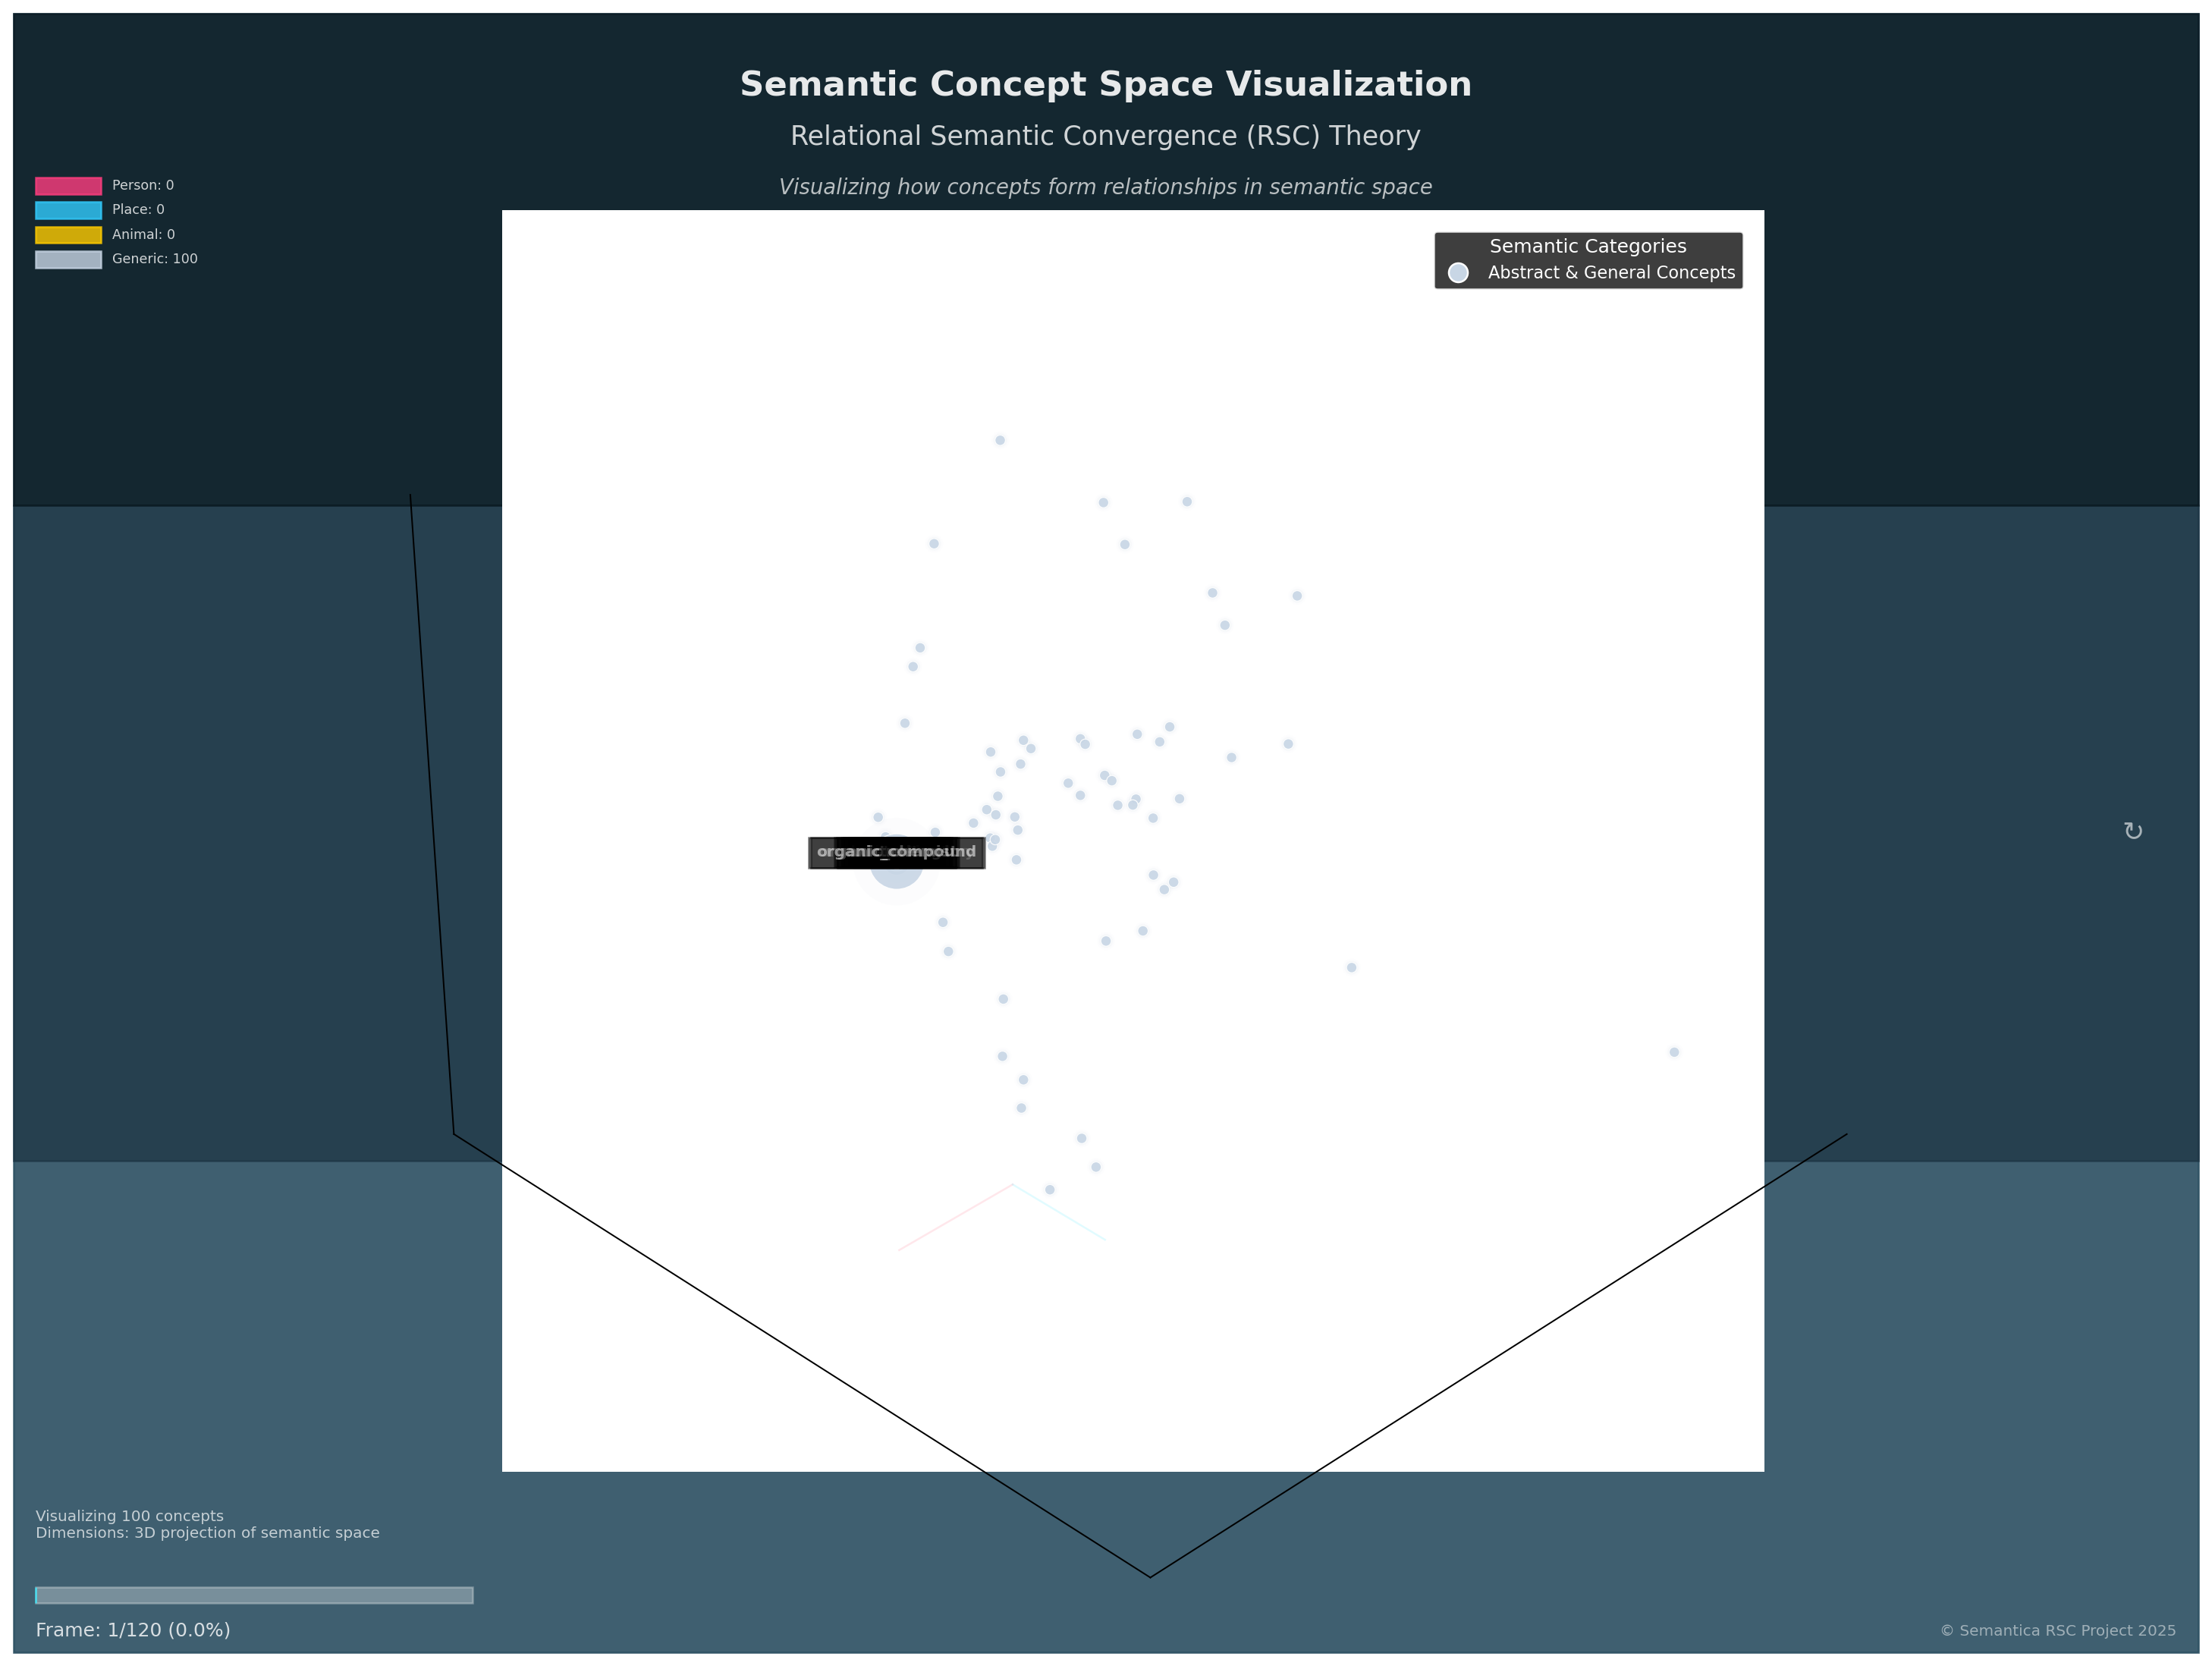 Semantic Concept Space Visualization
Relational Semantic Convergence (RSC) Theory
Visualizing how concepts form relationships in semantic space
Person: 0
Place: 0
Animal: 0
Generic: 100
Semantic Categories
Abstract & General Concepts
organic_compound
↻
Visualizing 100 concepts
Dimensions: 3D projection of semantic space
Frame: 1/120 (0.0%)
© Semantica RSC Project 2025